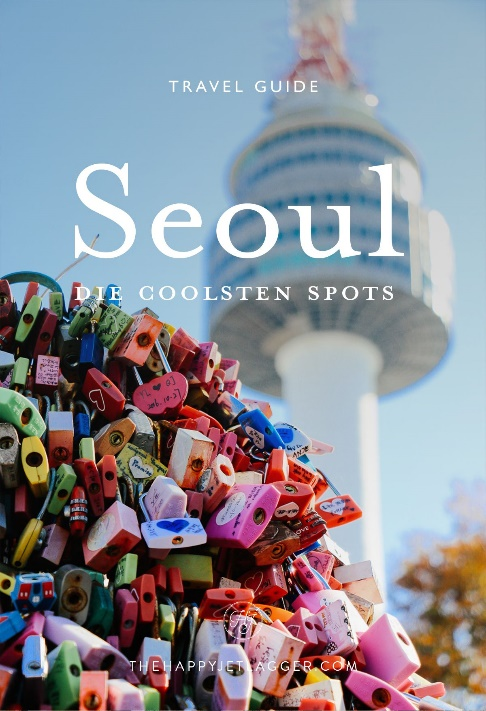 TRAVEL GUIDE
Seoul
DIE COOLSTEN SPOTS
THEHAPPYJETLAGGER.COM